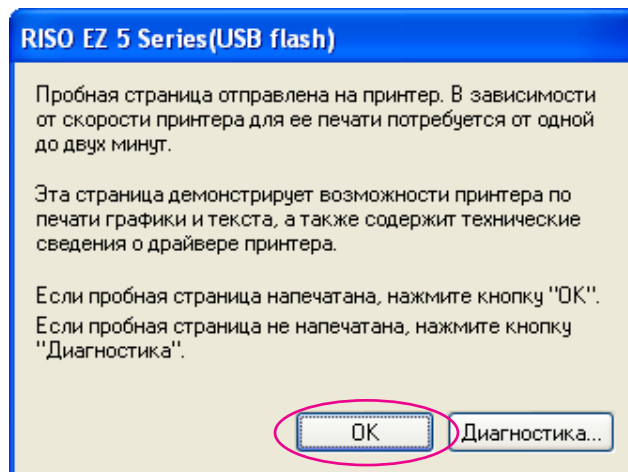 RISO EZ 5 Series(USB flash)
Пробная страница отправлена на принтер. В зависимости
от скорости принтера для ее печати потребуется от одной
до двух минут.
Эта страница демонстрирует возможности принтера по
печати графики и текста, а также содержит технические
сведения о драйвере принтера.
Если пробная страница напечатана, нажмите кнопку "OK".
Если пробная страница не напечатана, нажмите кнопку
"Диагностика".
OK Диагностика...